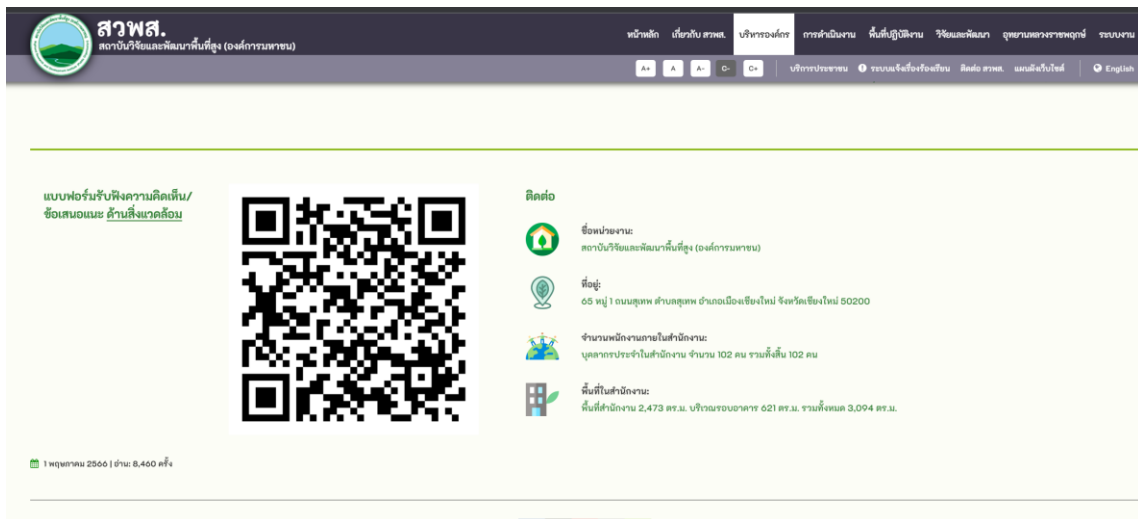 สวพส.
สถาบันวิจัยและพัฒนาพื้นที่สูง (องค์การมหาชน)
หน้าหลัก เกี่ยวกับ สวพส. บริหารองค์กร การดำเนินงาน พื้นที่ปฏิบัติงาน วิจัยและพัฒนา อุทยานหลวงราชพฤกษ์ ระบบงาน
A+ A A- C- C+ บริการประชาชน ระบบแจ้งเรื่องร้องเรียน ติดต่อ สวพส. แผนผังเว็บไซต์ English
แบบฟอร์มรับฟังความคิดเห็น/
ข้อเสนอแนะ ด้านสิ่งแวดล้อม
ติดต่อ
ชื่อหน่วยงาน:
สถาบันวิจัยและพัฒนาพื้นที่สูง (องค์การมหาชน)
ที่อยู่:
65 หมู่ 1 ถนนสุเทพ ตำบลสุเทพ อำเภอเมืองเชียงใหม่ จังหวัดเชียงใหม่ 50200
จำนวนพนักงานภายในสำนักงาน:
บุคลากรประจำในสำนักงาน จำนวน 102 คน รวมทั้งสิ้น 102 คน
พื้นที่ในสำนักงาน:
พื้นที่สำนักงาน 2,473 ตร.ม. บริเวณรอบอาคาร 621 ตร.ม. รวมทั้งหมด 3,094 ตร.ม.
1 พฤษภาคม 2566 | อ่าน: 8,460 ครั้ง